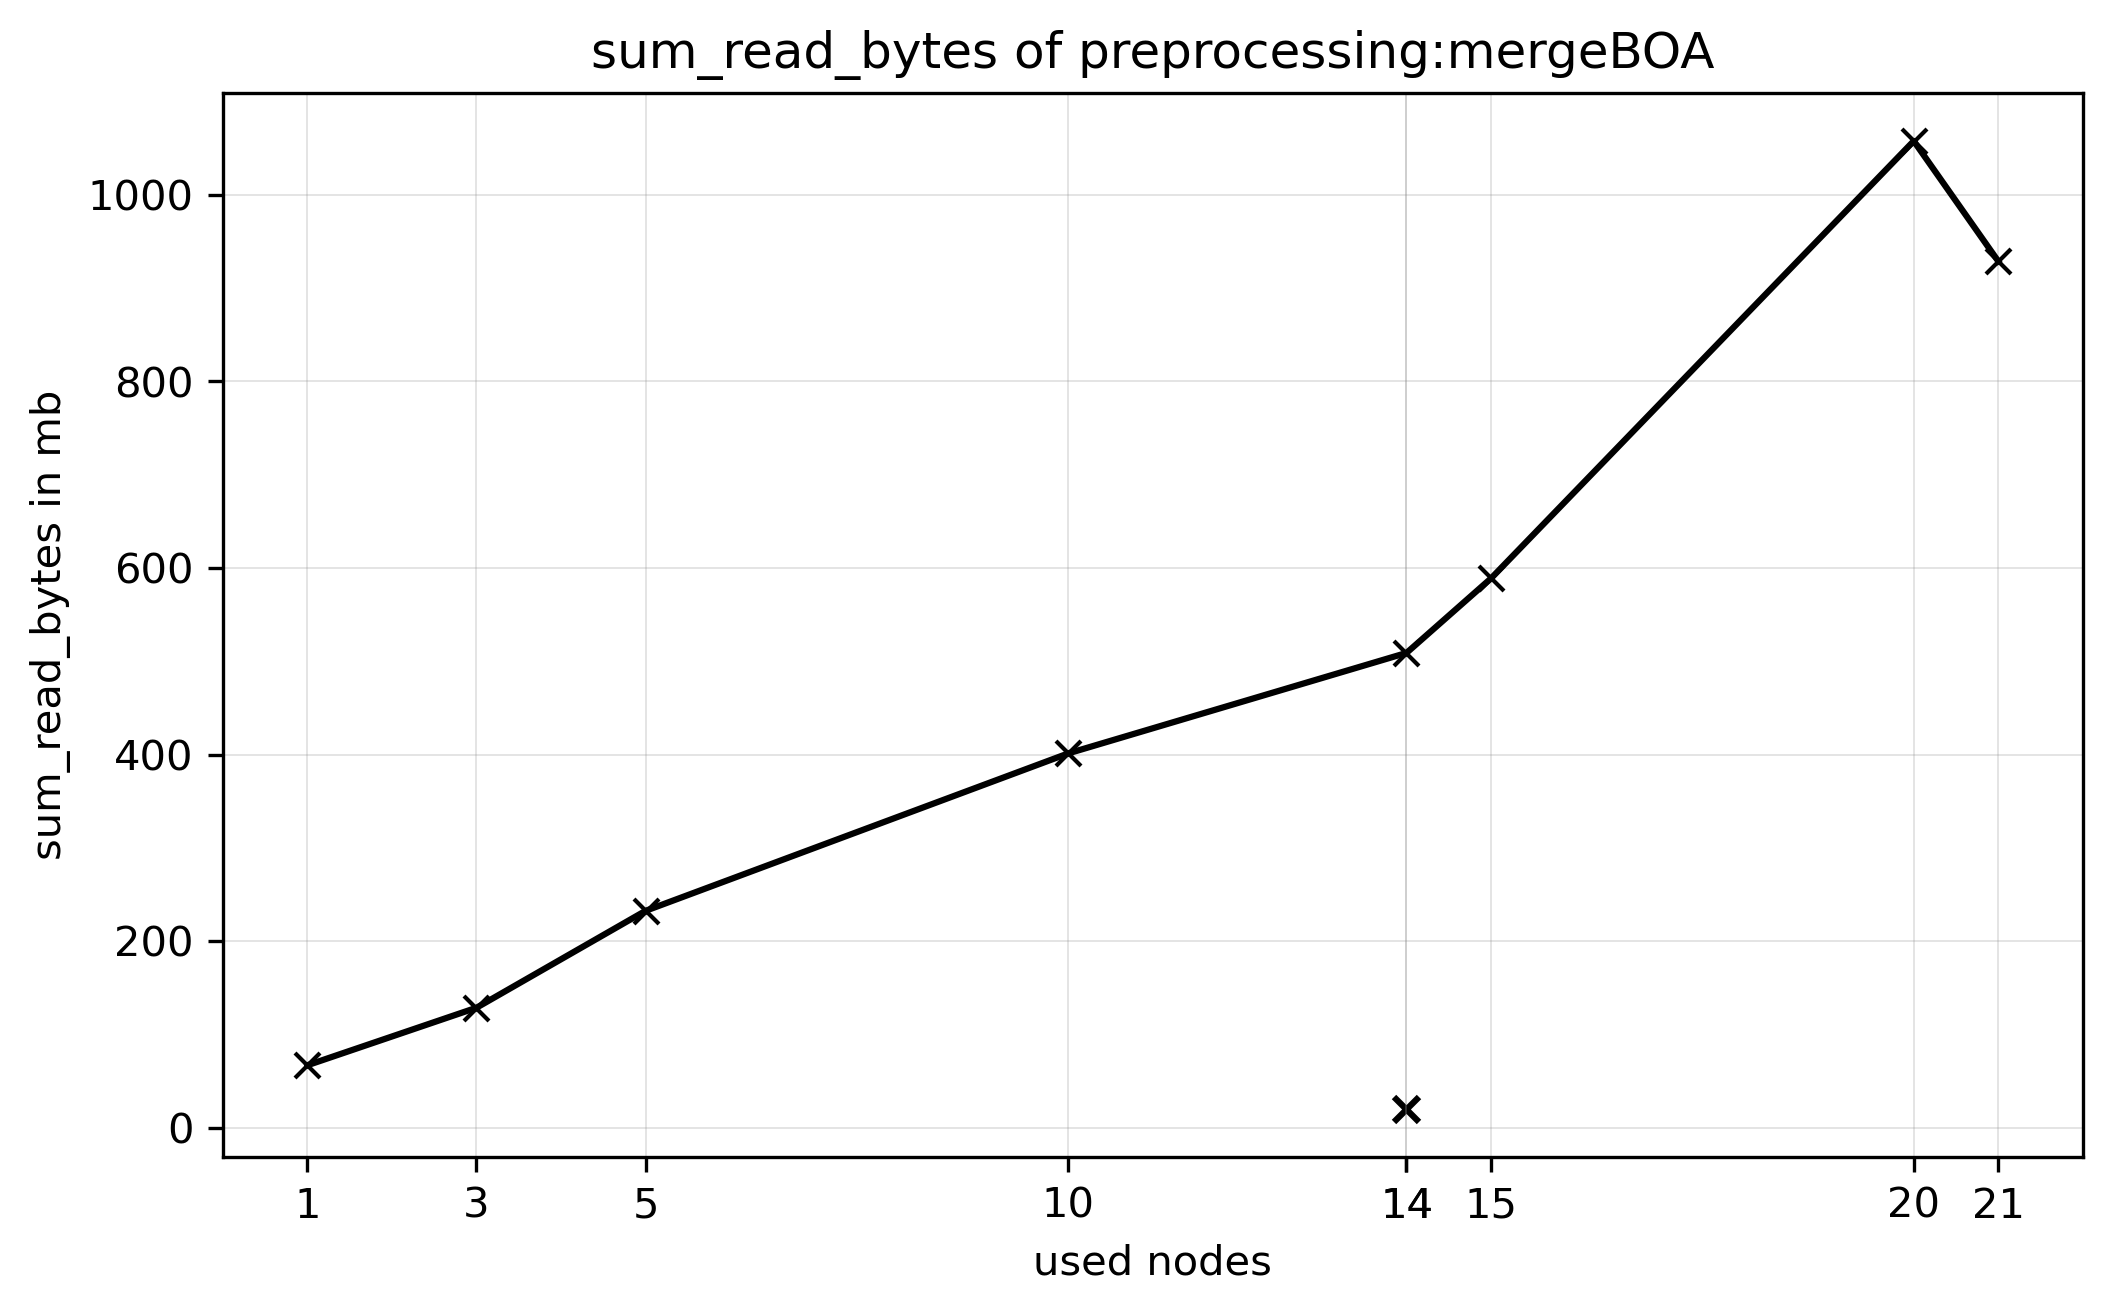 sum_read_bytes of preprocessing:mergeBOA
sum_read_bytes in mb
1000
800
600
400
200
0
1 3 5 10 14 15 20 21
used nodes